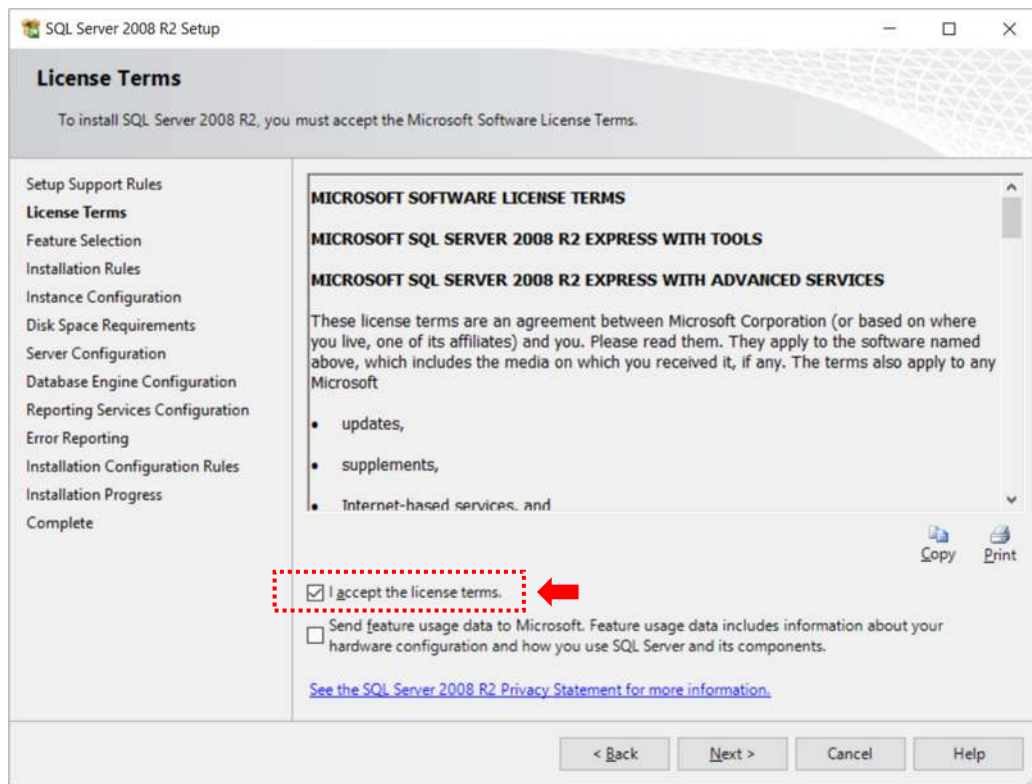 SQL Server 2008 R2 Setup
License Terms
To install SQL Server 2008 R2, you must accept the Microsoft Software License Terms.
Setup Support Rules
License Terms
Feature Selection
Installation Rules
Instance Configuration
Disk Space Requirements
Server Configuration
Database Engine Configuration
Reporting Services Configuration
Error Reporting
Installation Configuration Rules
Installation Progress
Complete
MICROSOFT SOFTWARE LICENSE TERMS
MICROSOFT SQL SERVER 2008 R2 EXPRESS WITH TOOLS
MICROSOFT SQL SERVER 2008 R2 EXPRESS WITH ADVANCED SERVICES
These license terms are an agreement between Microsoft Corporation (or based on where
you live, one of its affiliates) and you. Please read them. They apply to the software named
above, which includes the media on which you received it, if any. The terms also apply to any
Microsoft
• updates,
• supplements,
• Internet-based services, and
Copy Print
I accept the license terms.
Send feature usage data to Microsoft. Feature usage data includes information about your
hardware configuration and how you use SQL Server and its components.
See the SQL Server 2008 R2 Privacy Statement for more information.
< Back Next > Cancel Help